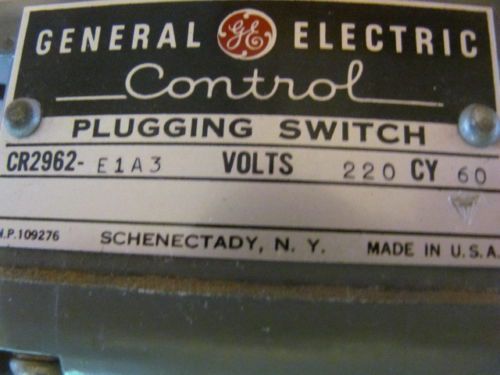 GENERAL GE ELECTRIC
Control
PLUGGING SWITCH
CR2962- E1A3 VOLTS 220 CY 60
N.P.109276 SCHENECTADY, N. Y. MADE IN U.S.A.